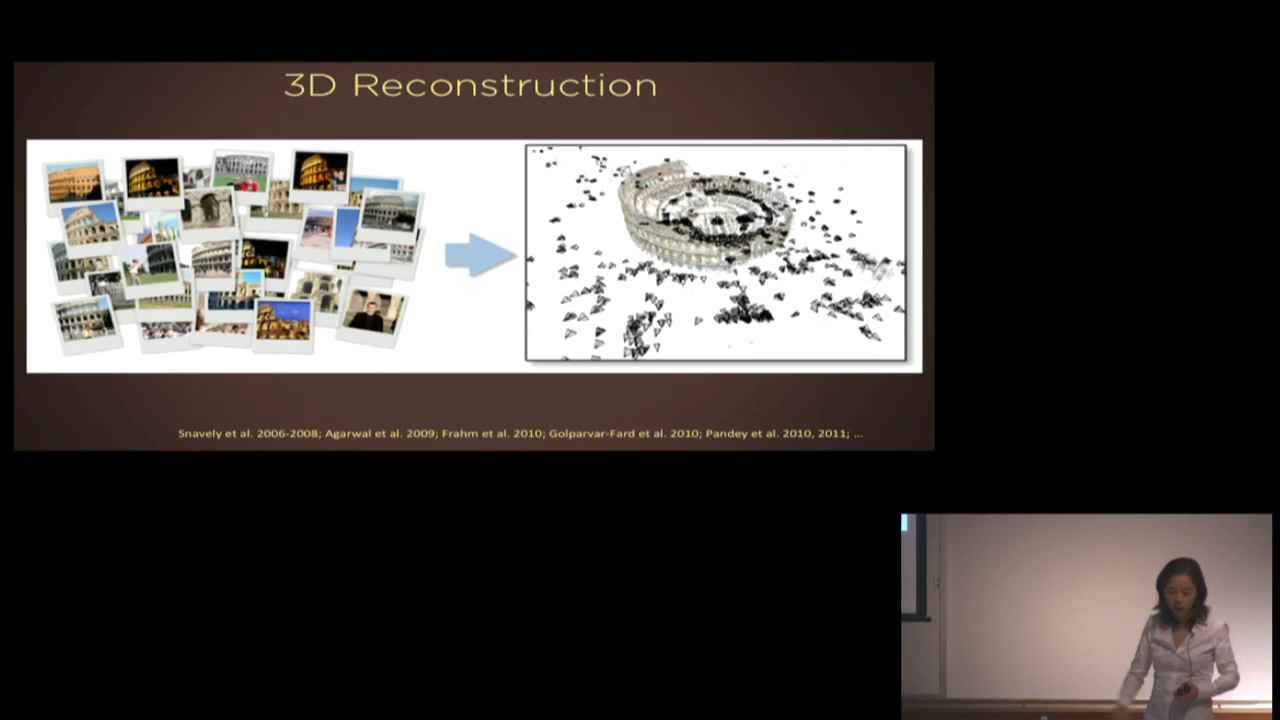 3D Reconstruction
Snavely et al. 2006-2008; Agarwal et al. 2009; Frahm et al. 2010; Golparvar-Fard et al. 2010; Pandey et al. 2010, 2011; ...